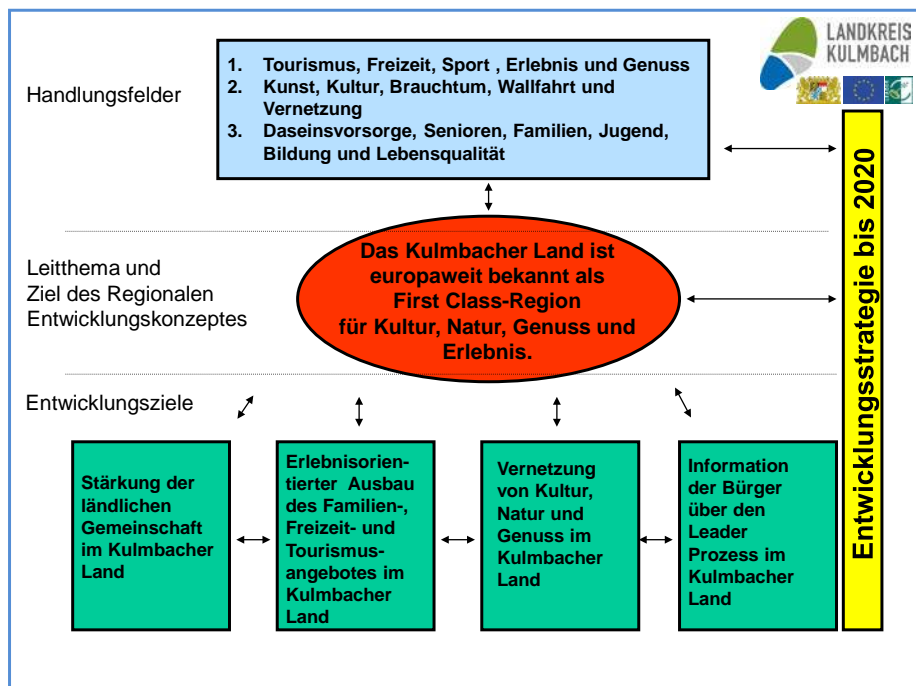 LANDKREIS
KULMBACH
Handlungsfelder
1. Tourismus, Freizeit, Sport , Erlebnis und Genuss
2. Kunst, Kultur, Brauchtum, Wallfahrt und
Vernetzung
3. Daseinsvorsorge, Senioren, Familien, Jugend,
Bildung und Lebensqualität
Leitthema und
Ziel des Regionalen
Entwicklungskonzeptes
Das Kulmbacher Land ist
europaweit bekannt als
First Class-Region
für Kultur, Natur, Genuss und
Erlebnis.
Entwicklungsziele
Stärkung der
ländlichen
Gemeinschaft
im Kulmbacher
Land
Erlebnisorien-
tierter Ausbau
des Familien-,
Freizeit- und
Tourismus-
angebotes im
Kulmbacher
Land
Vernetzung
von Kultur,
Natur und
Genuss im
Kulmbacher
Land
Information
der Bürger
über den
Leader
Prozess im
Kulmbacher
Land
Entwicklungsstrategie bis 2020